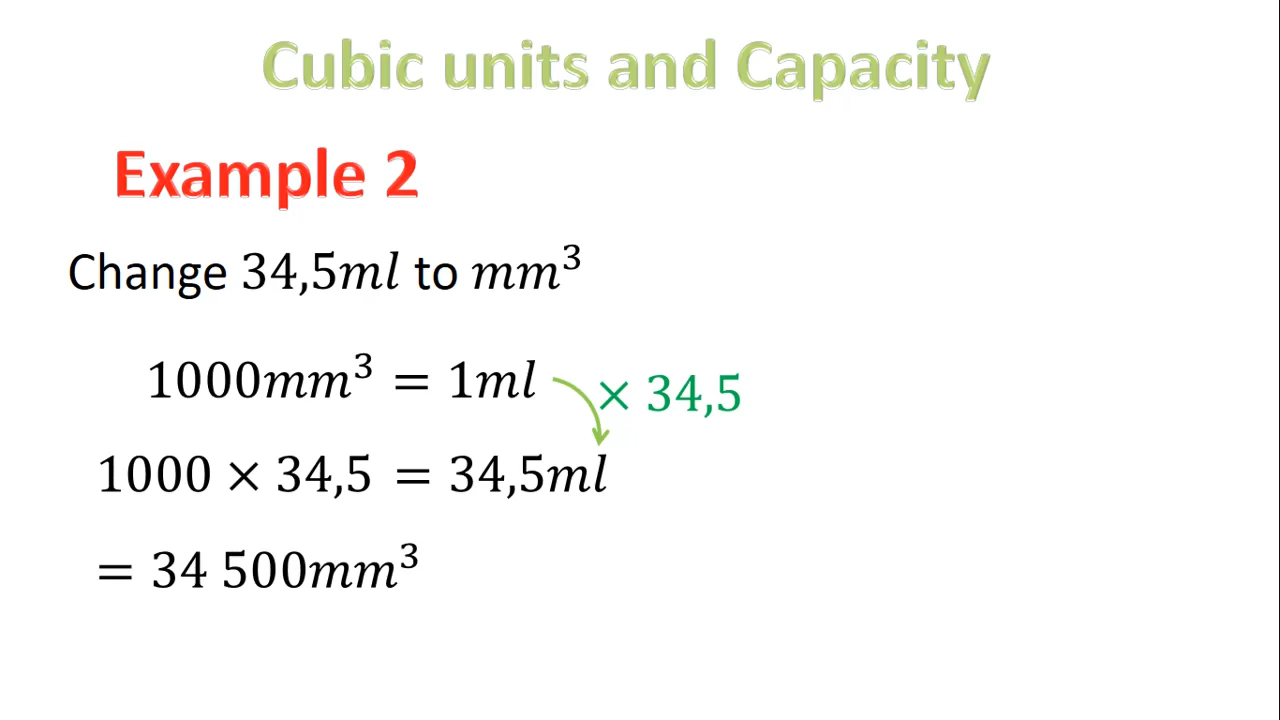 Cubic units and Capacity
Example 2
Change 34,5ml to mm³
1000mm³ = 1ml
× 34,5
1000 × 34,5 = 34,5ml
= 34 500mm³